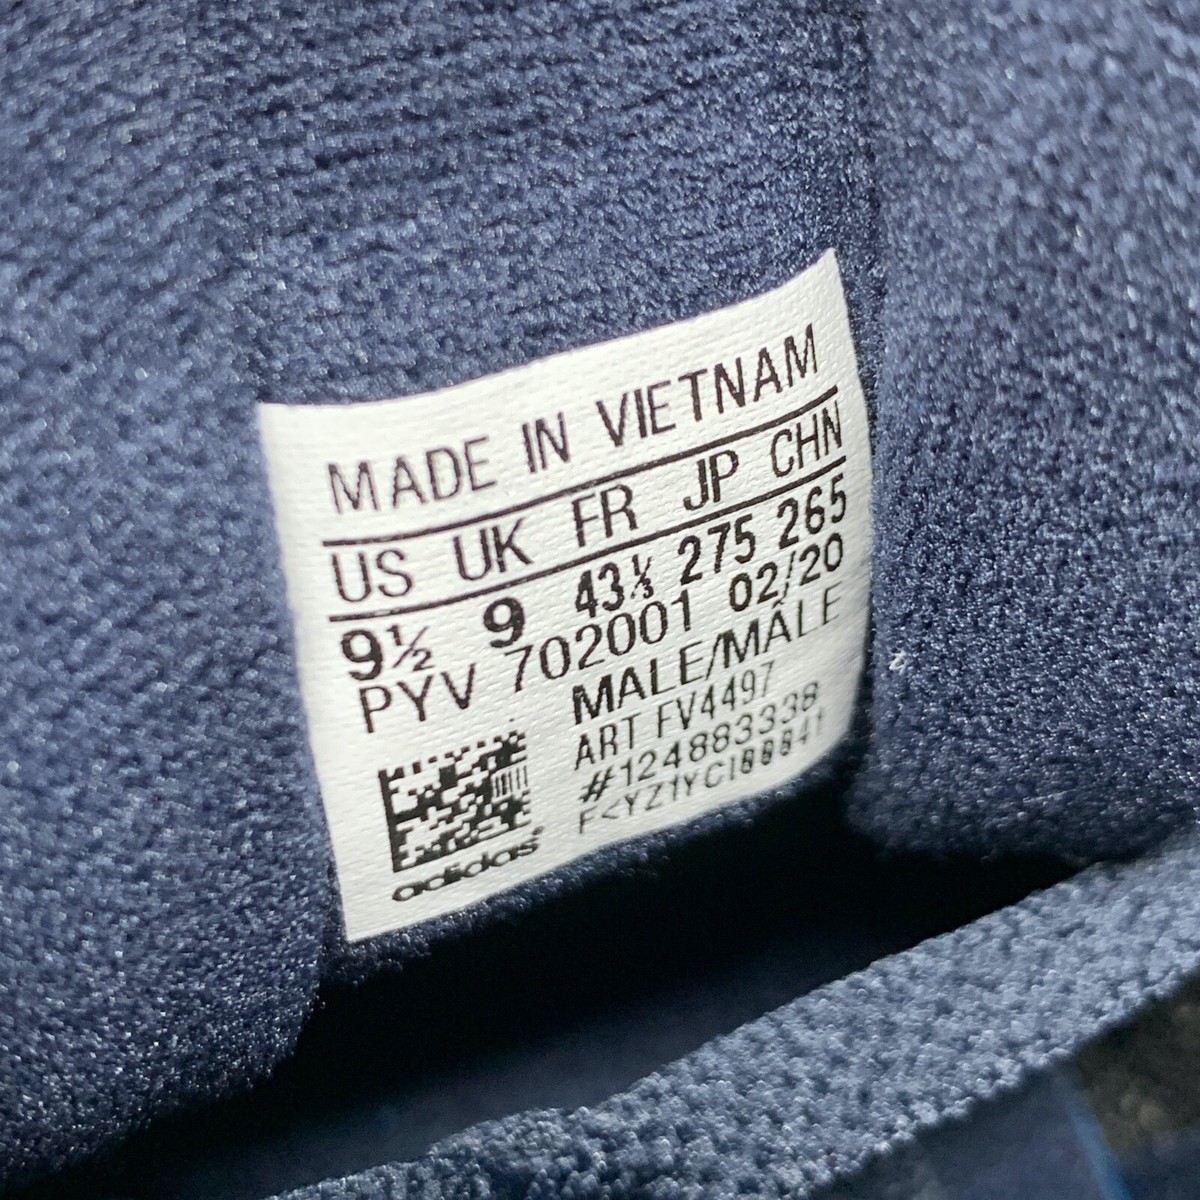 MADE IN VIETNAM
US UK FR JP CHN
9½ 9 43⅓ 275 265
PYV 702001 02/20
MALE/MÂLE
ART FV4497
#124883338
adidas